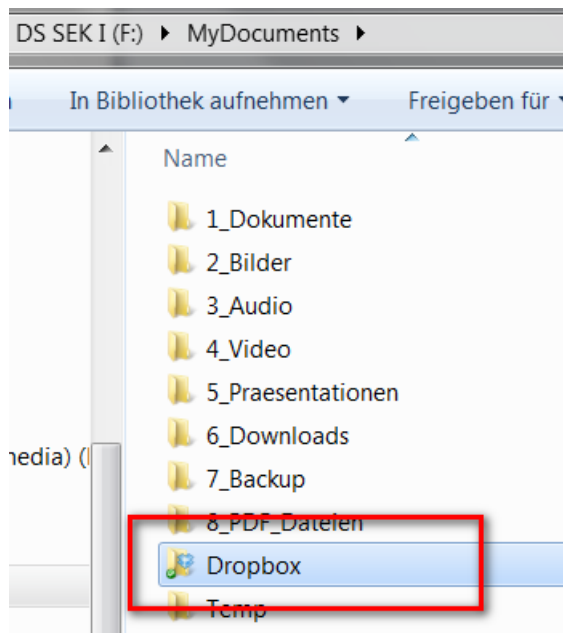 DS SEK I (F:) ▸ MyDocuments ▸
In Bibliothek aufnehmen ▾ Freigeben für
Name
1_Dokumente
2_Bilder
3_Audio
4_Video
5_Praesentationen
6_Downloads
nedia) (
7_Backup
8_PDF_Dateien
Dropbox
Temp